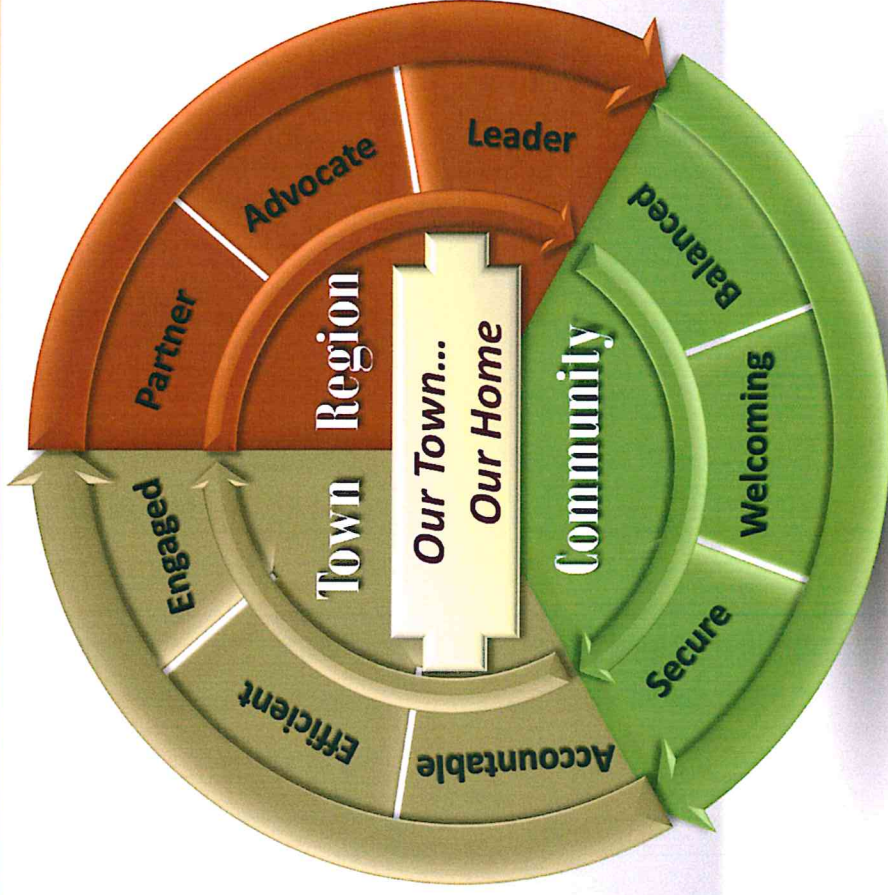 Town
Region
Community
Our Town...
Our Home
Engaged
Efficient
Accountable
Partner
Advocate
Leader
Balanced
Welcoming
Secure